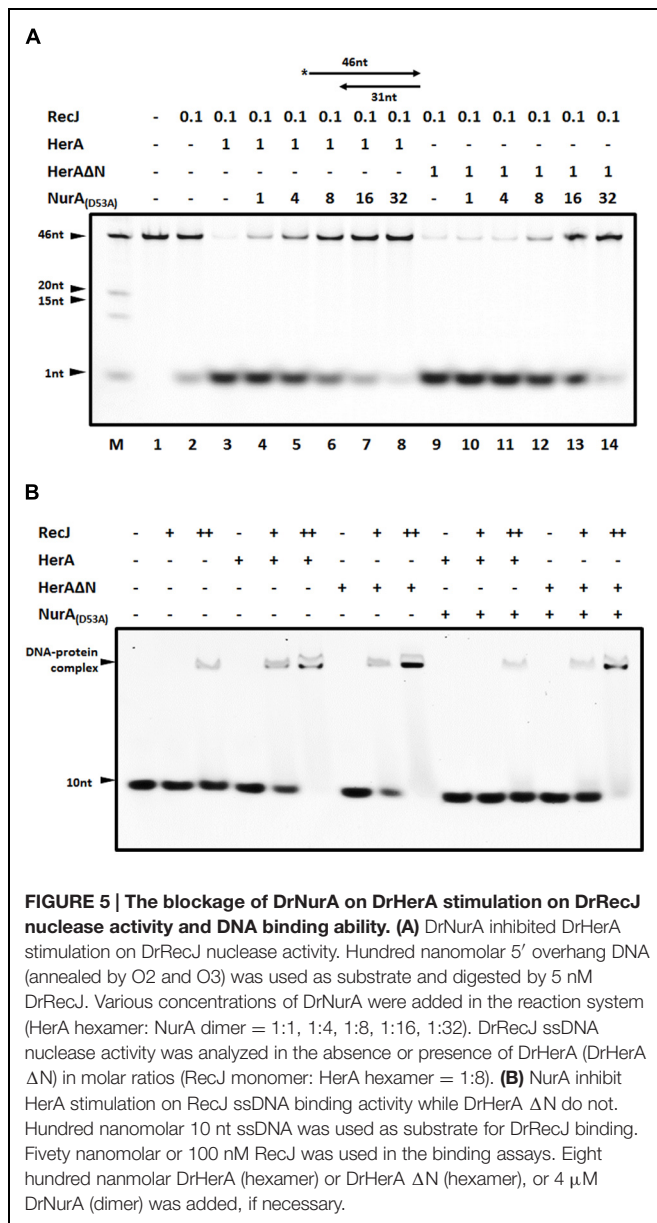 A
46nt
*
31nt
RecJ - 0.1 0.1 0.1 0.1 0.1 0.1 0.1 0.1 0.1 0.1 0.1 0.1 0.1
HerA - - 1 1 1 1 1 1 - - - - - -
HerAΔN - - - - - - - - 1 1 1 1 1 1
NurA(D53A) - - - 1 4 8 16 32 - 1 4 8 16 32
46nt
20nt
15nt
1nt
M 1 2 3 4 5 6 7 8 9 10 11 12 13 14
B
RecJ - + ++ - + ++ - + ++ - + ++ - + ++
HerA - - - + + + - - - + + + - - -
HerAΔN - - - - - - + + + - - - + + +
NurA(D53A) - - - - - - - - - + + + + + +
DNA-protein
complex
10nt
FIGURE 5 | The blockage of DrNurA on DrHerA stimulation on DrRecJ
nuclease activity and DNA binding ability. (A) DrNurA inhibited DrHerA
stimulation on DrRecJ nuclease activity. Hundred nanomolar 5′ overhang DNA
(annealed by O2 and O3) was used as substrate and digested by 5 nM
DrRecJ. Various concentrations of DrNurA were added in the reaction system
(HerA hexamer: NurA dimer = 1:1, 1:4, 1:8, 1:16, 1:32). DrRecJ ssDNA
nuclease activity was analyzed in the absence or presence of DrHerA (DrHerA
ΔN) in molar ratios (RecJ monomer: HerA hexamer = 1:8). (B) NurA inhibit
HerA stimulation on RecJ ssDNA binding activity while DrHerA ΔN do not.
Hundred nanomolar 10 nt ssDNA was used as substrate for DrRecJ binding.
Fivety nanomolar or 100 nM RecJ was used in the binding assays. Eight
hundred nanmolar DrHerA (hexamer) or DrHerA ΔN (hexamer), or 4 μM
DrNurA (dimer) was added, if necessary.